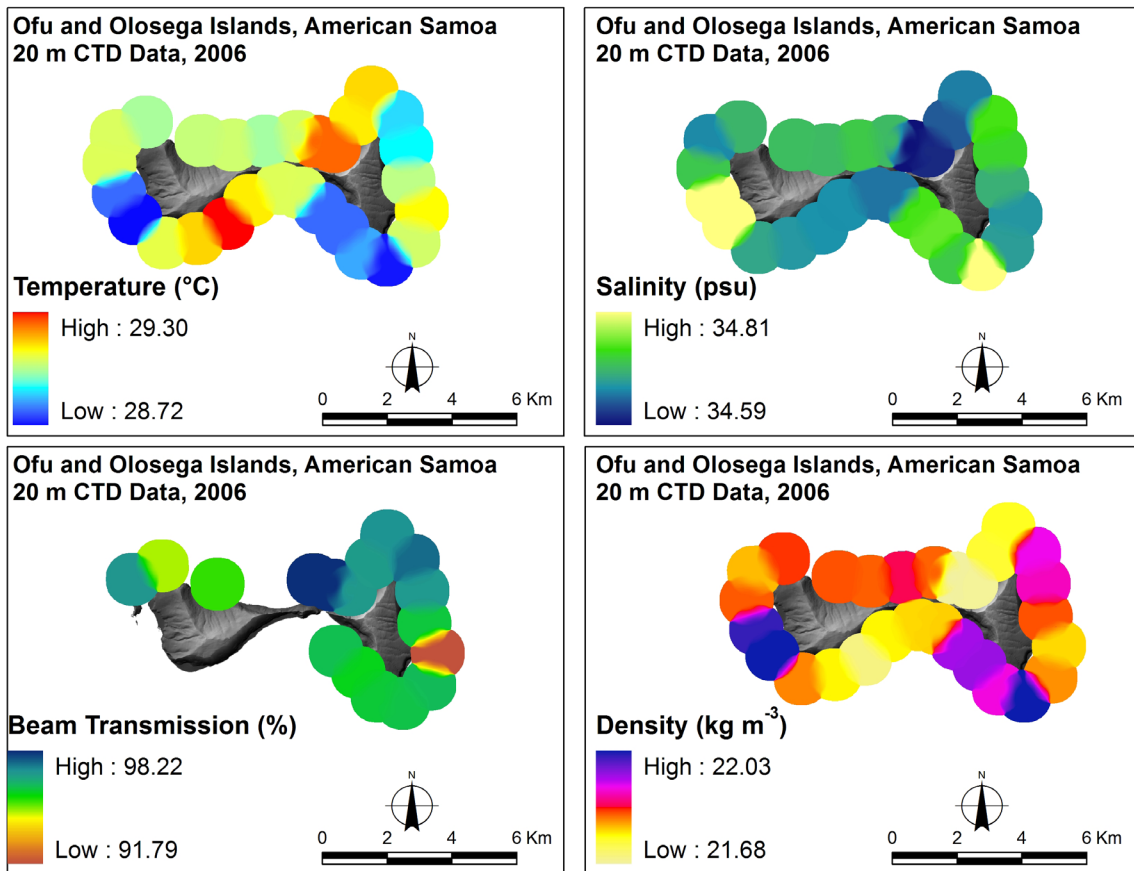 Ofu and Olosega Islands, American Samoa
20 m CTD Data, 2006
Temperature (°C)
High : 29.30
Low : 28.72
N
0 2 4 6 Km
Ofu and Olosega Islands, American Samoa
20 m CTD Data, 2006
Salinity (psu)
High : 34.81
Low : 34.59
N
0 2 4 6 Km
Ofu and Olosega Islands, American Samoa
20 m CTD Data, 2006
Beam Transmission (%)
High : 98.22
Low : 91.79
N
0 2 4 6 Km
Ofu and Olosega Islands, American Samoa
20 m CTD Data, 2006
Density (kg m⁻³)
High : 22.03
Low : 21.68
N
0 2 4 6 Km